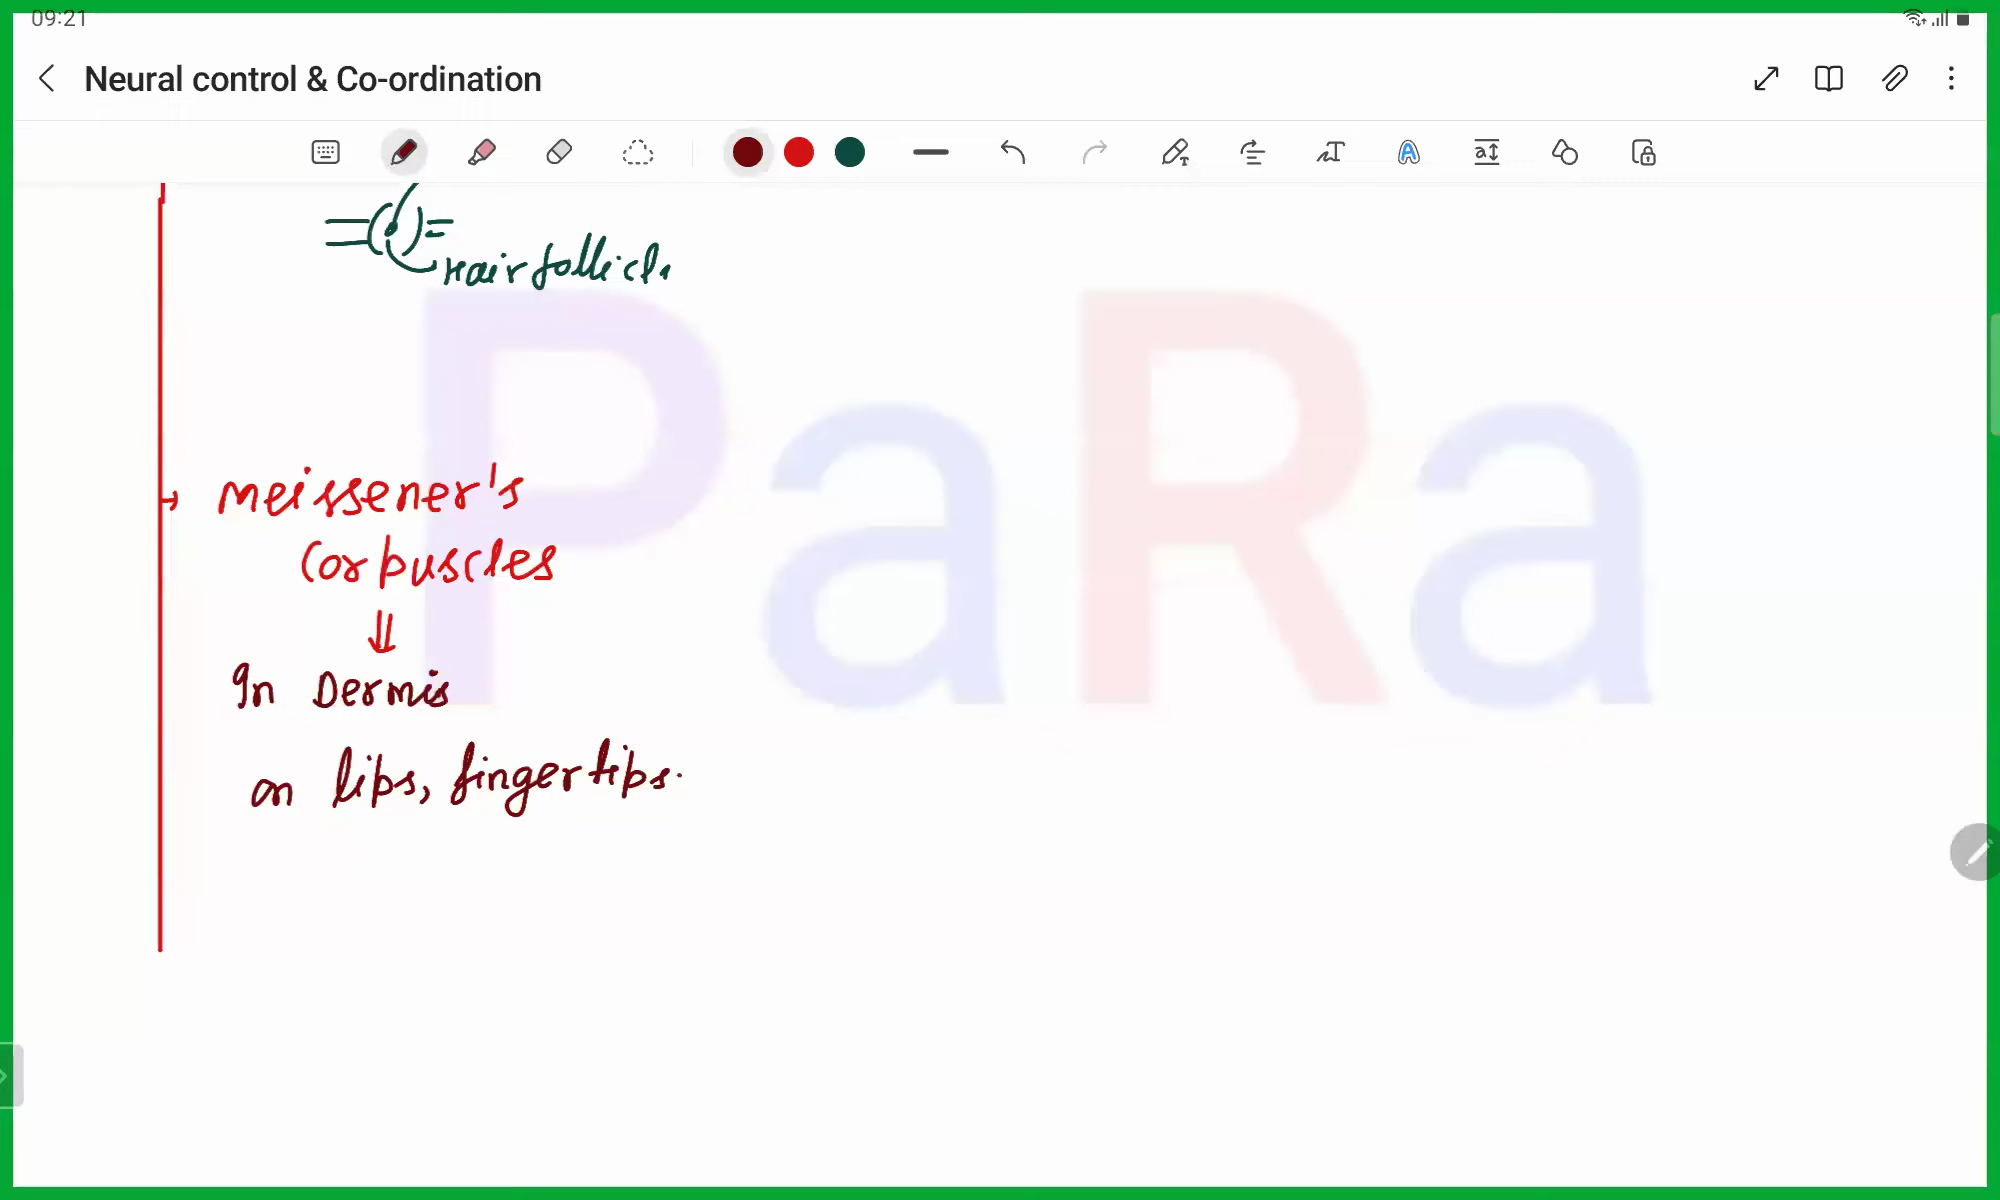 09:21
Neural control & Co-ordination
Hair follicle
PaRa
→ Meissener's
Corpuscles
⇓
In Dermis
on lips, fingertips.